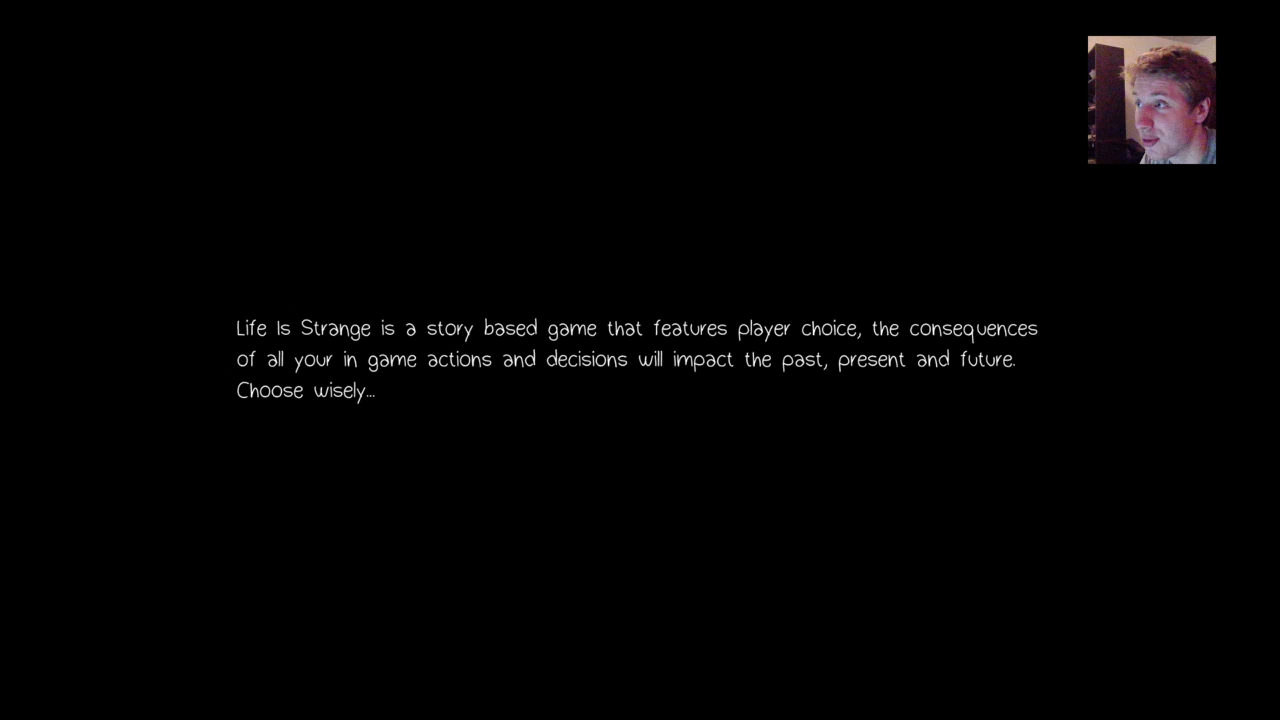 Life Is Strange is a story based game that features player choice, the consequences
of all your in game actions and decisions will impact the past, present and future.
Choose wisely...